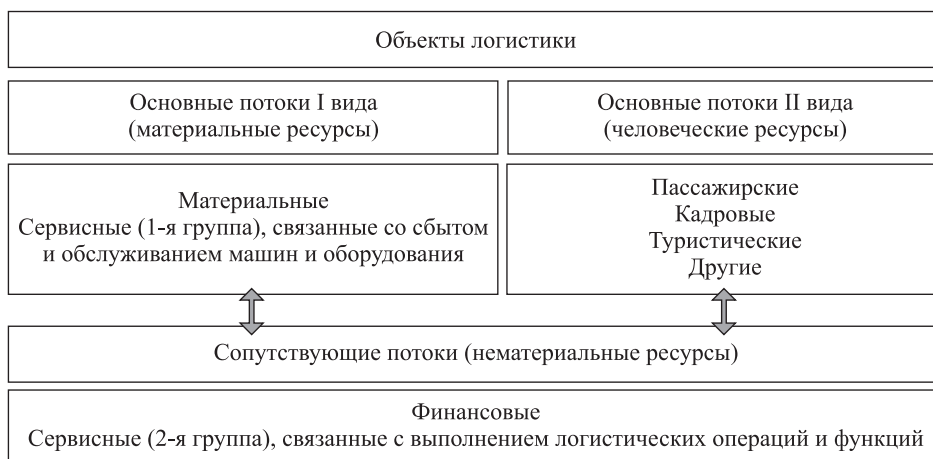 Объекты логистики
Основные потоки I вида
(материальные ресурсы)
Основные потоки II вида
(человеческие ресурсы)
Материальные
Сервисные (1-я группа), связанные со сбытом
и обслуживанием машин и оборудования
Пассажирские
Кадровые
Туристические
Другие
Сопутствующие потоки (нематериальные ресурсы)
Финансовые
Сервисные (2-я группа), связанные с выполнением логистических операций и функций